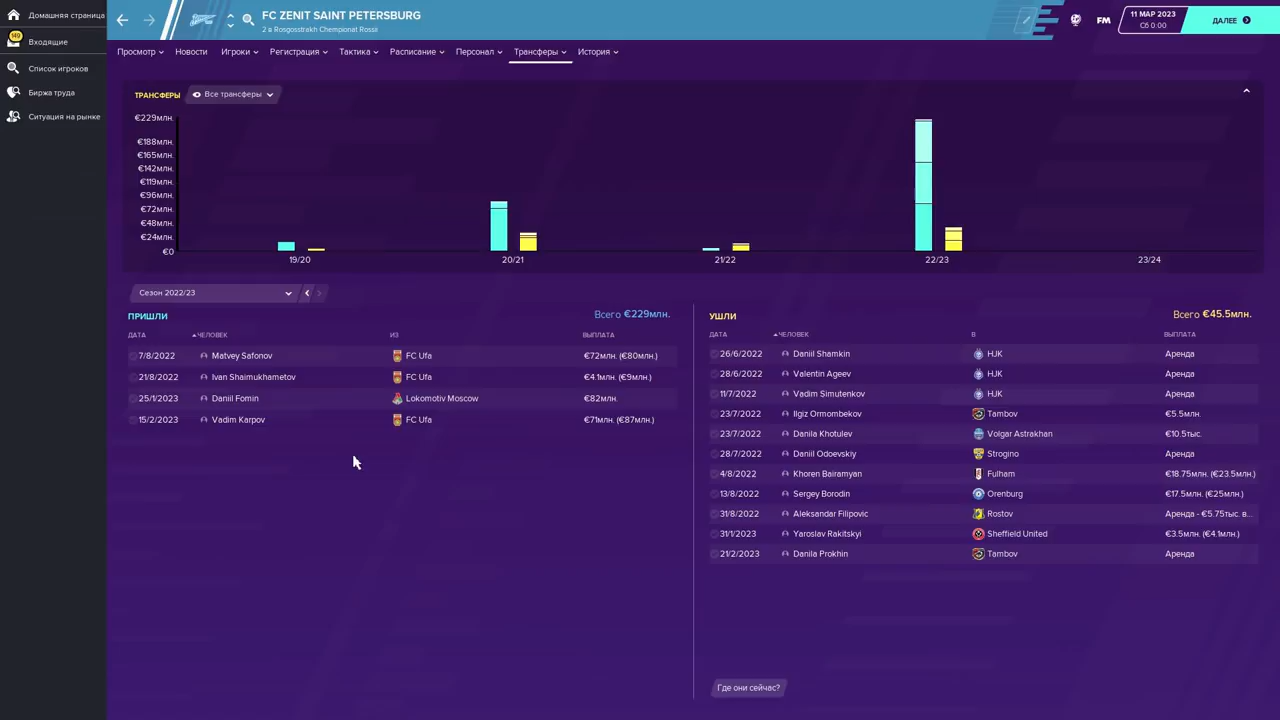 Домашняя страница
149
Входящие
Список игроков
Биржа труда
Ситуация на рынке
FC ZENIT SAINT PETERSBURG
2 в Rosgosstrakh Chempionat Rossii
FM
11 МАР 2023
Сб 0:00
ДАЛЕЕ
Просмотр Новости Игроки Регистрация Тактика Расписание Персонал Трансферы История
ТРАНСФЕРЫ Все трансферы
€229млн.
€188млн.
€165млн.
€142млн.
€119млн.
€96млн.
€72млн.
€48млн.
€24млн.
€0
19/20 20/21 21/22 22/23 23/24
Сезон 2022/23
ПРИШЛИ Всего €229млн.
ДАТА ЧЕЛОВЕК ИЗ ВЫПЛАТА
7/8/2022 Matvey Safonov FC Ufa €72млн. (€80млн.)
21/8/2022 Ivan Shaimukhametov FC Ufa €4.1млн. (€9млн.)
25/1/2023 Daniil Fomin Lokomotiv Moscow €82млн.
15/2/2023 Vadim Karpov FC Ufa €71млн. (€87млн.)
УШЛИ Всего €45.5млн.
ДАТА ЧЕЛОВЕК В ВЫПЛАТА
26/6/2022 Daniil Shamkin HJK Аренда
28/6/2022 Valentin Ageev HJK Аренда
11/7/2022 Vadim Simutenkov HJK Аренда
23/7/2022 Ilgiz Ormombekov Tambov €5.5млн.
23/7/2022 Danila Khotulev Volgar Astrakhan €10.5тыс.
28/7/2022 Daniil Odoevskiy Strogino Аренда
4/8/2022 Khoren Bairamyan Fulham €18.75млн. (€23.5млн.)
13/8/2022 Sergey Borodin Orenburg €17.5млн. (€25млн.)
31/8/2022 Aleksandar Filipovic Rostov Аренда - €5.75тыс. в...
31/1/2023 Yaroslav Rakitskyi Sheffield United €3.5млн. (€4.1млн.)
21/2/2023 Danila Prokhin Tambov Аренда
Где они сейчас?